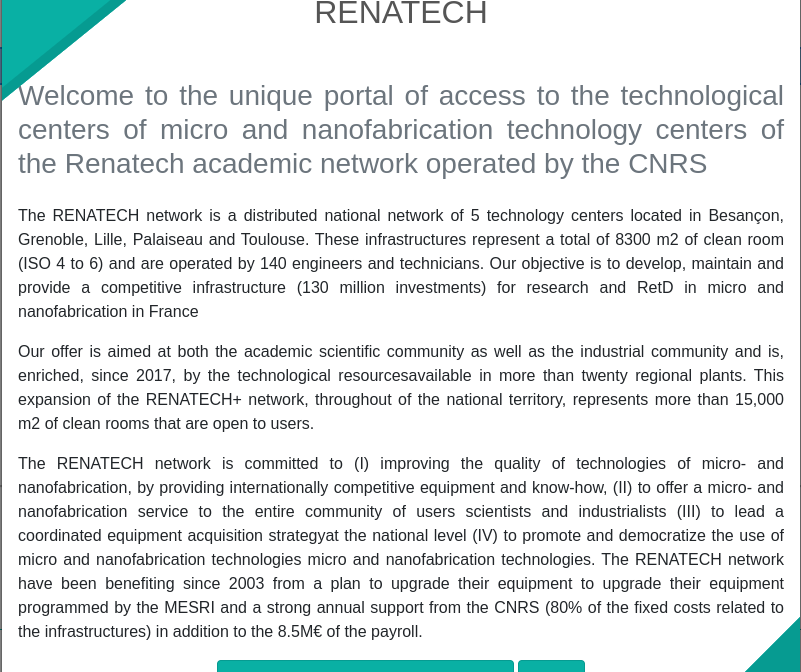 RENATECH
Welcome to the unique portal of access to the technological
centers of micro and nanofabrication technology centers of
the Renatech academic network operated by the CNRS
The RENATECH network is a distributed national network of 5 technology centers located in Besançon,
Grenoble, Lille, Palaiseau and Toulouse. These infrastructures represent a total of 8300 m2 of clean room
(ISO 4 to 6) and are operated by 140 engineers and technicians. Our objective is to develop, maintain and
provide a competitive infrastructure (130 million investments) for research and RetD in micro and
nanofabrication in France
Our offer is aimed at both the academic scientific community as well as the industrial community and is,
enriched, since 2017, by the technological resourcesavailable in more than twenty regional plants. This
expansion of the RENATECH+ network, throughout of the national territory, represents more than 15,000
m2 of clean rooms that are open to users.
The RENATECH network is committed to (I) improving the quality of technologies of micro- and
nanofabrication, by providing internationally competitive equipment and know-how, (II) to offer a micro- and
nanofabrication service to the entire community of users scientists and industrialists (III) to lead a
coordinated equipment acquisition strategyat the national level (IV) to promote and democratize the use of
micro and nanofabrication technologies micro and nanofabrication technologies. The RENATECH network
have been benefiting since 2003 from a plan to upgrade their equipment to upgrade their equipment
programmed by the MESRI and a strong annual support from the CNRS (80% of the fixed costs related to
the infrastructures) in addition to the 8.5M€ of the payroll.